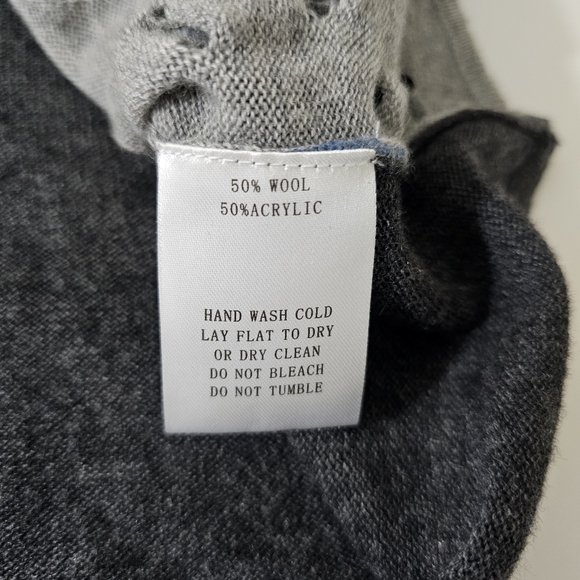 50% WOOL
50%ACRYLIC
HAND WASH COLD
LAY FLAT TO DRY
OR DRY CLEAN
DO NOT BLEACH
DO NOT TUMBLE